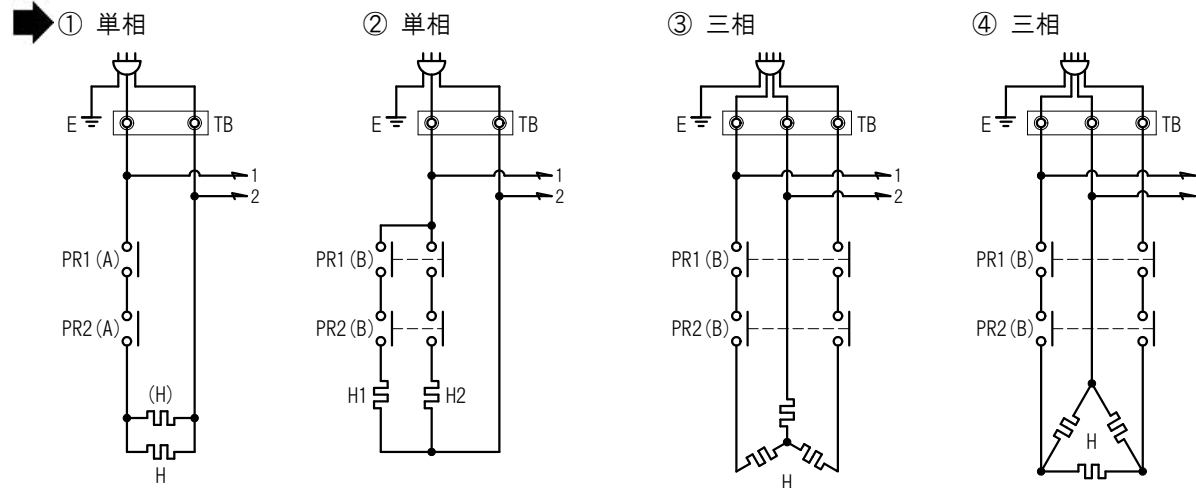 ① 単相
E
TB
1
2
PR1(A)
PR2(A)
(H)
H
② 単相
E
TB
1
2
PR1(B)
PR2(B)
H1
H2
③ 三相
E
TB
1
2
PR1(B)
PR2(B)
H
④ 三相
E
TB
PR1(B)
PR2(B)
H